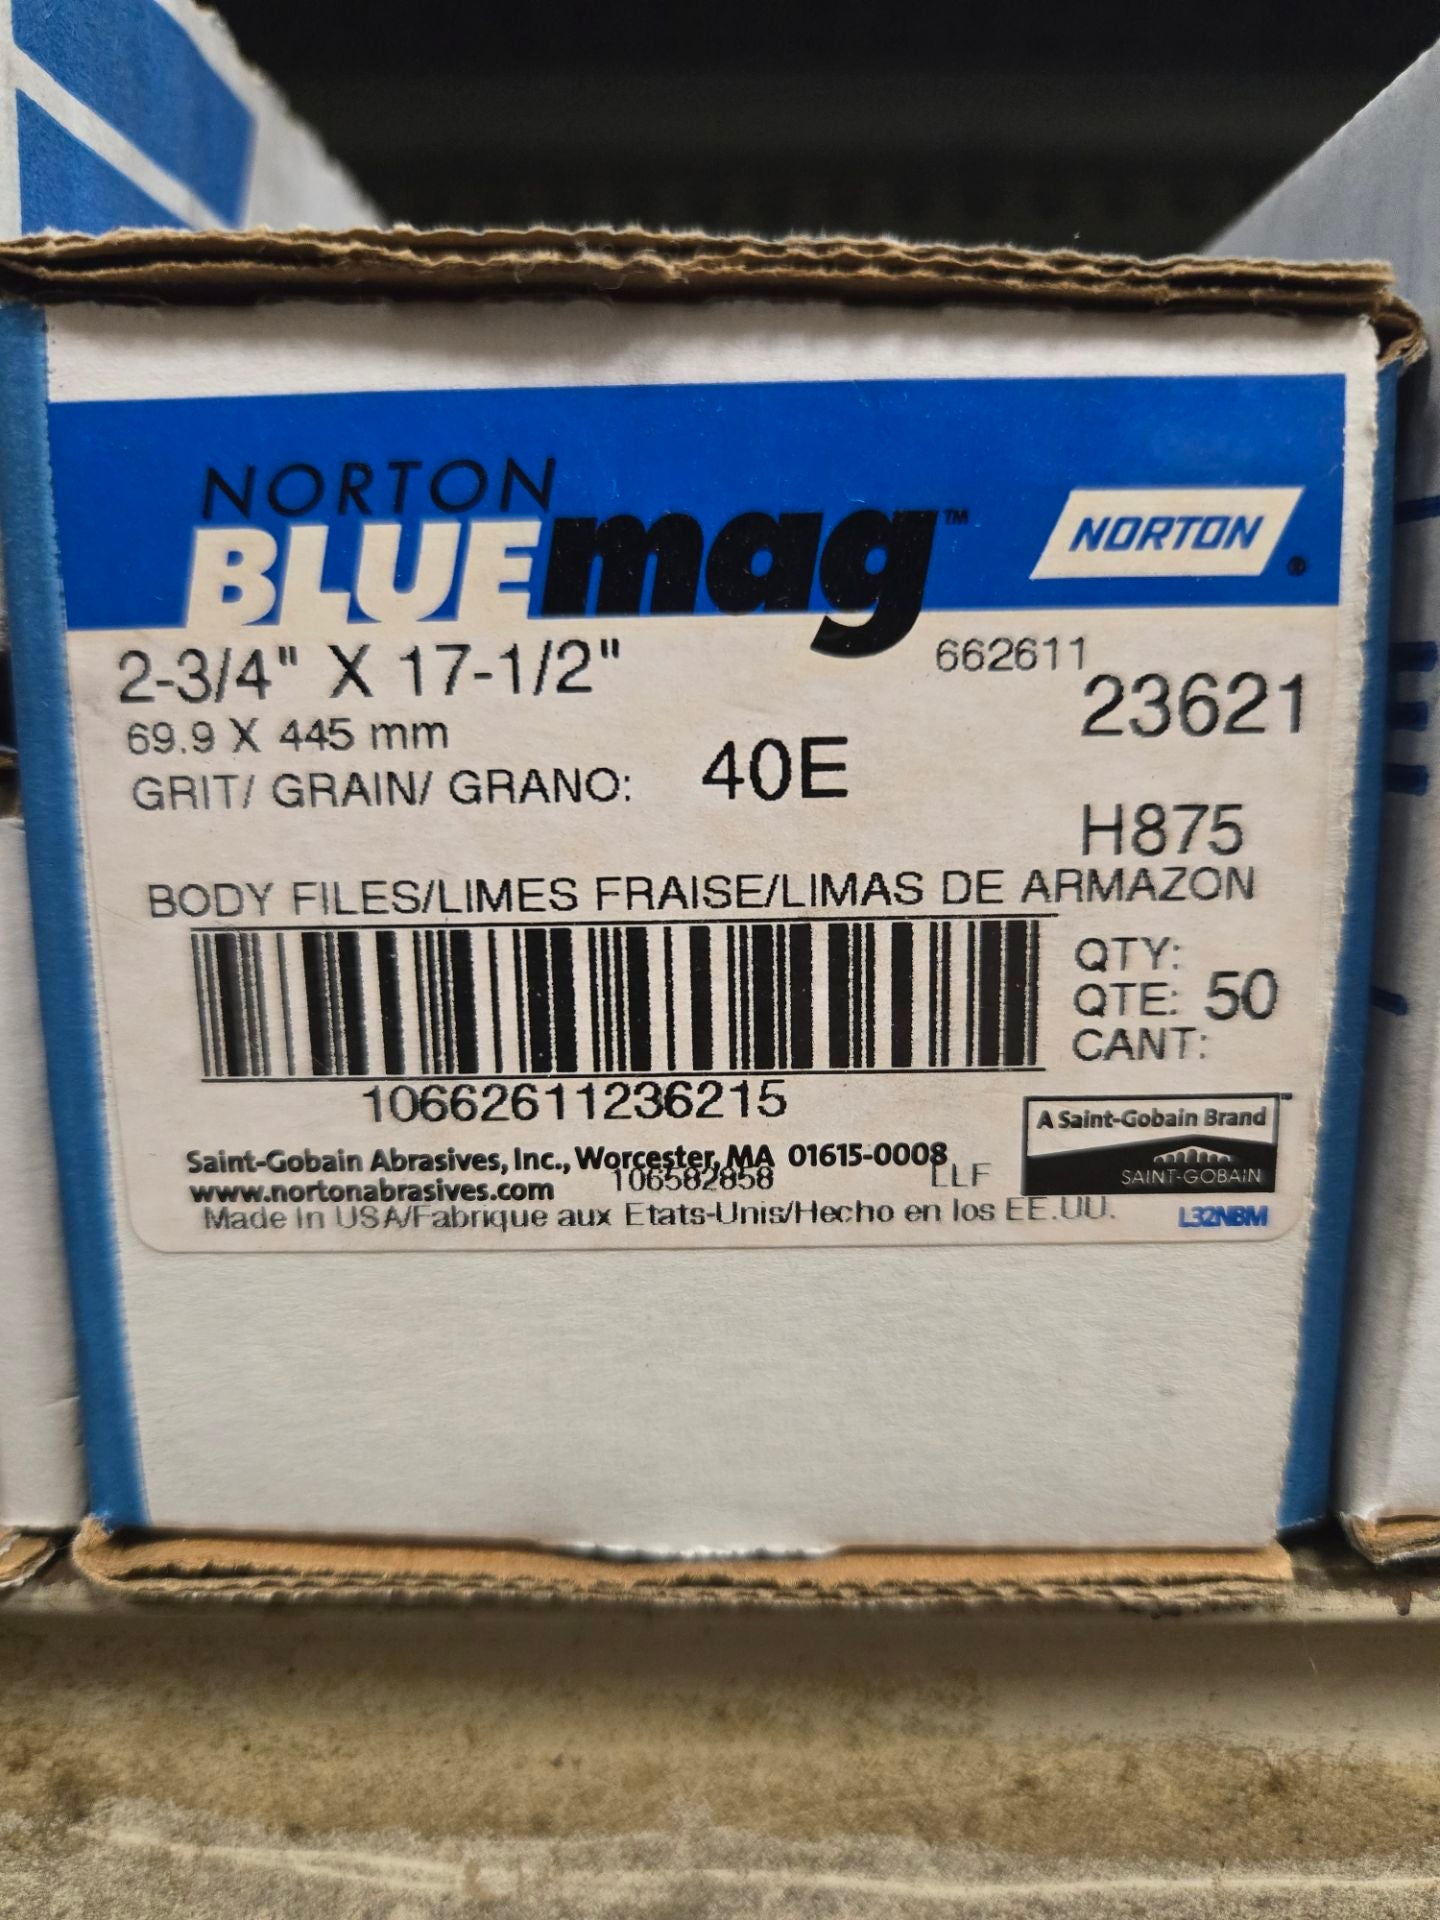 NORTON
BLUEmag™
NORTON®
2-3/4" X 17-1/2"
662611
23621
69.9 X 445 mm
GRIT/ GRAIN/ GRANO: 40E
H875
BODY FILES/LIMES FRAISE/LIMAS DE ARMAZON
QTY:
QTE: 50
CANT:
10662611236215
A Saint-Gobain Brand™
SAINT-GOBAIN
Saint-Gobain Abrasives, Inc., Worcester, MA 01615-0008
www.nortonabrasives.com 106582858 LLF
Made In USA/Fabrique aux Etats-Unis/Hecho en los EE.UU.
L32NBM